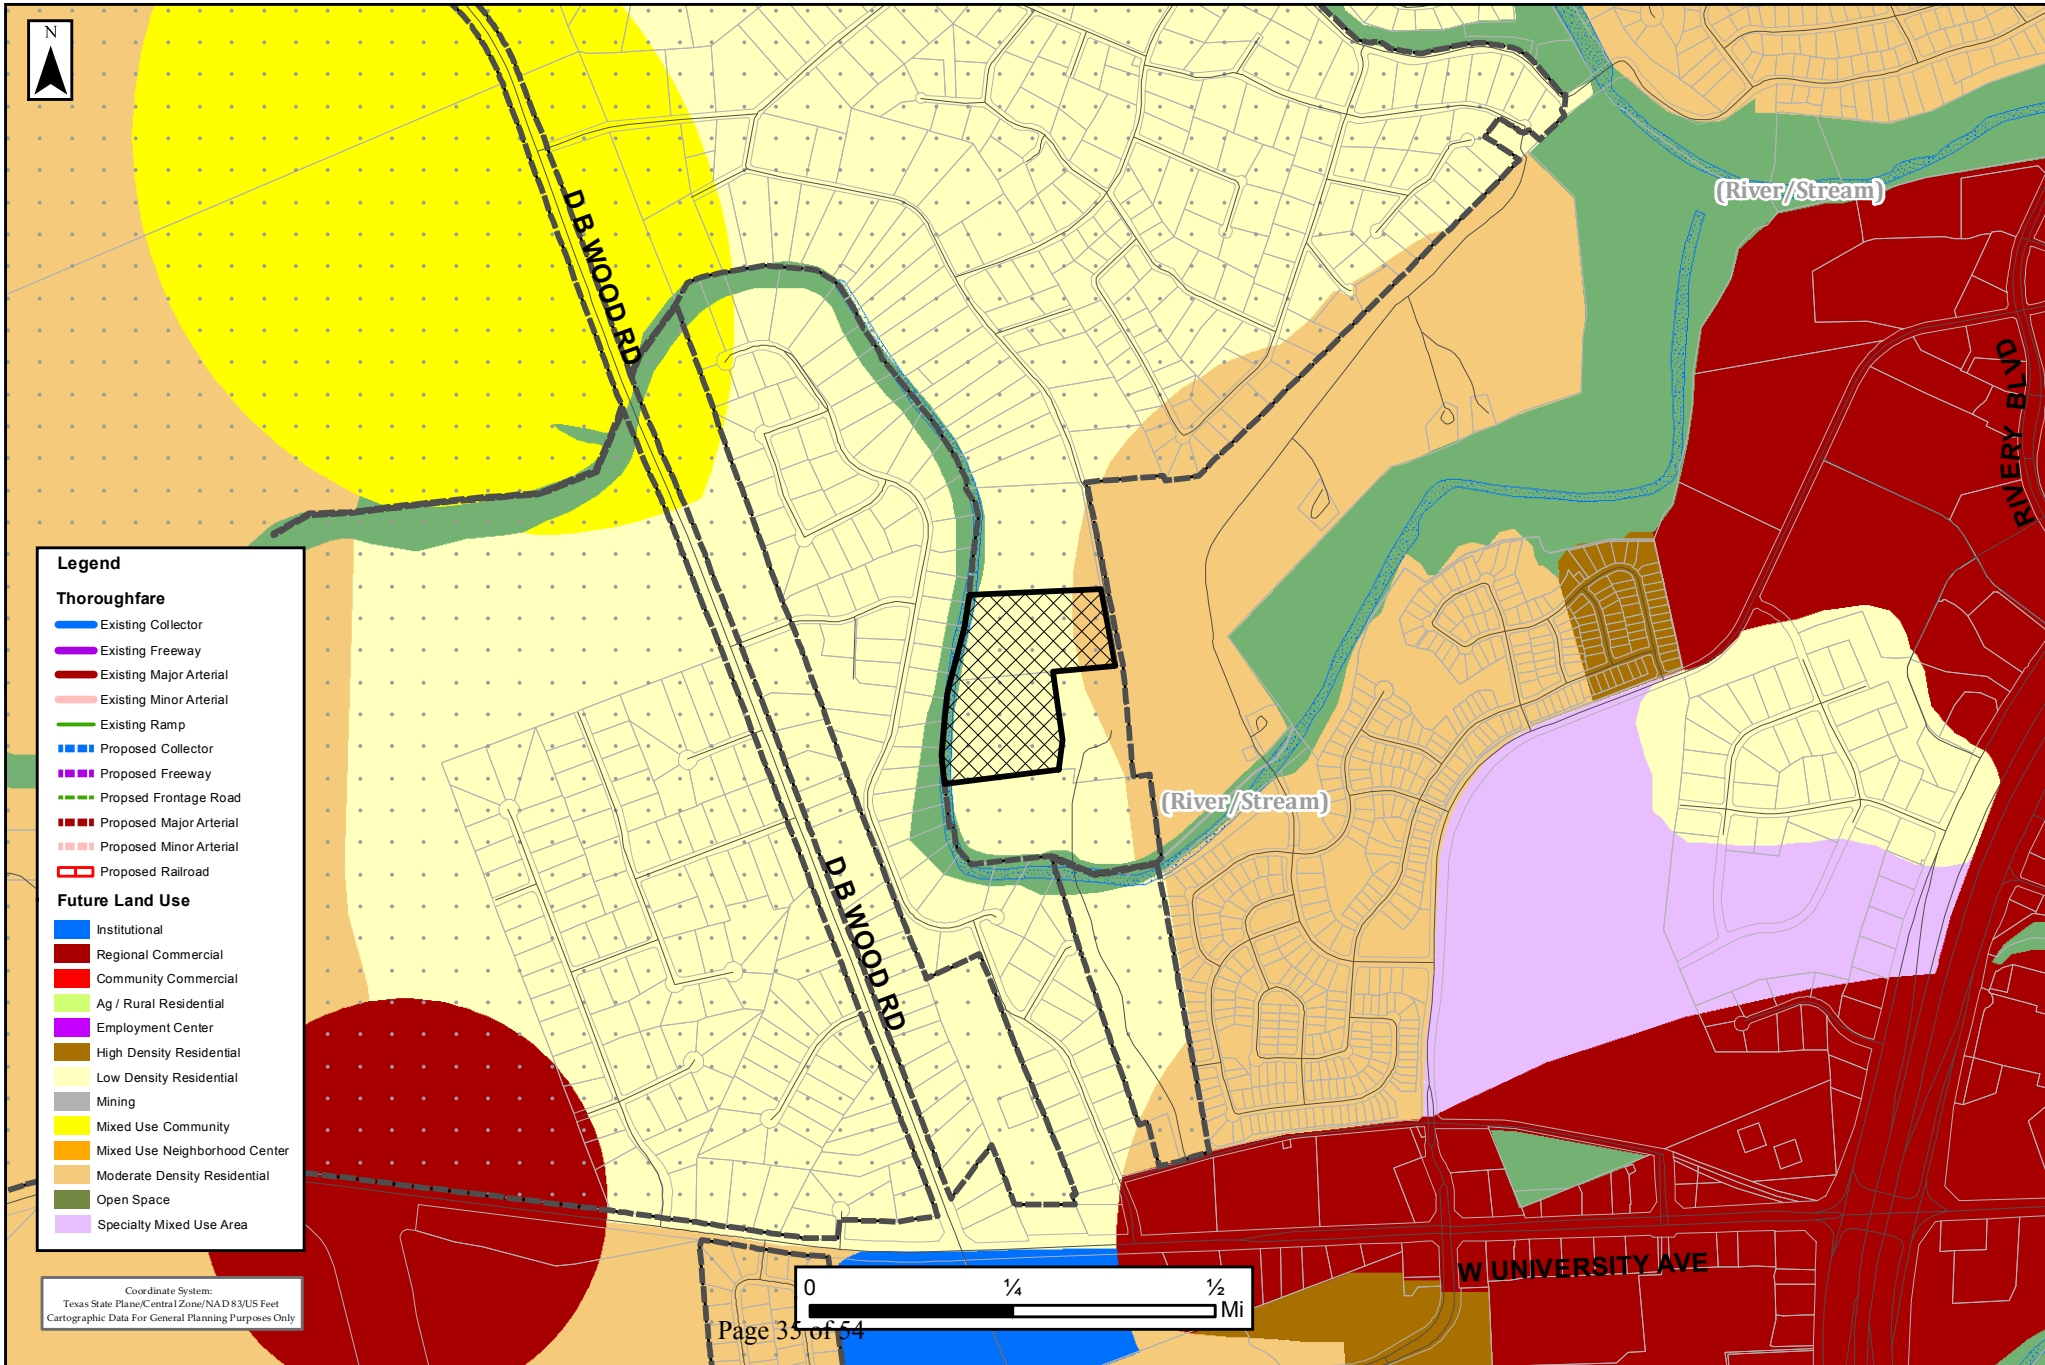 N
D B WOOD RD
(River/Stream)
RIVERY BLVD
Legend
Thoroughfare
Existing Collector
Existing Freeway
Existing Major Arterial
Existing Minor Arterial
Existing Ramp
Proposed Collector
Proposed Freeway
Propsed Frontage Road
Proposed Major Arterial
Proposed Minor Arterial
Proposed Railroad
Future Land Use
Institutional
Regional Commercial
Community Commercial
Ag / Rural Residential
Employment Center
High Density Residential
Low Density Residential
Mining
Mixed Use Community
Mixed Use Neighborhood Center
Moderate Density Residential
Open Space
Specialty Mixed Use Area
(River/Stream)
D B WOOD RD
W UNIVERSITY AVE
Coordinate System:
Texas State Plane/Central Zone/NAD 83/US Feet
Cartographic Data For General Planning Purposes Only
0 ¼ ½
Mi
Page 35 of 54